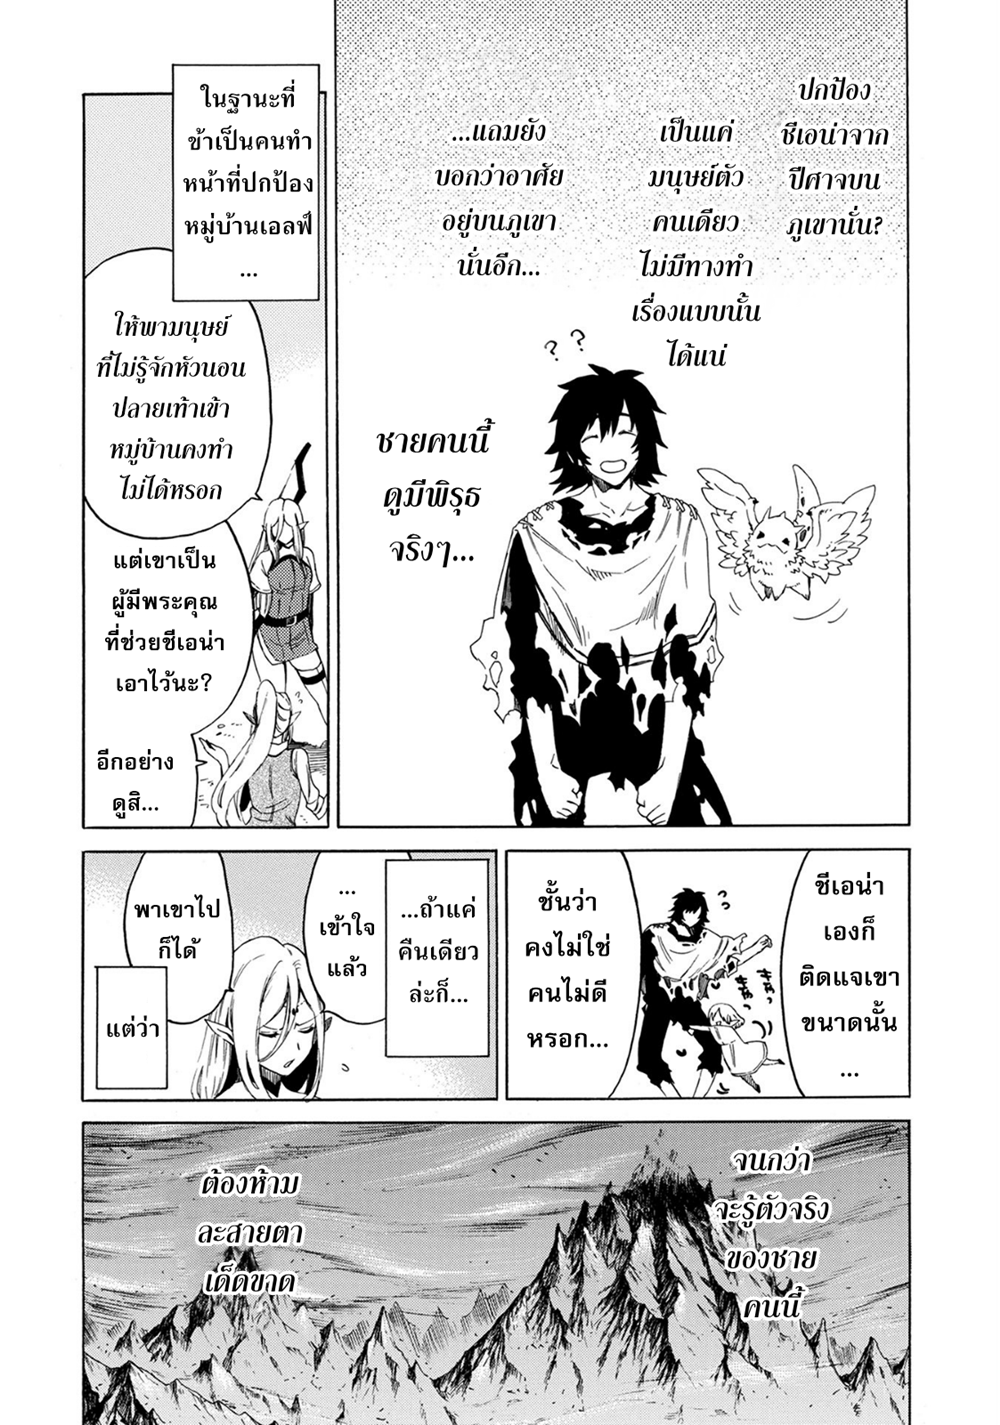 ปกป้อง
ชีเอน่าจาก
ปีศาจบน
ภูเขานั่น?
เป็นแค่
มนุษย์ตัว
คนเดียว
ไม่มีทางทำ
เรื่องแบบนั้น
ได้แน่
...แถมยัง
บอกว่าอาศัย
อยู่บนภูเขา
นั่นอีก...
? ?
ชายคนนี้
ดูมีพิรุธ
จริงๆ...
ในฐานะที่
ข้าเป็นคนทำ
หน้าที่ปกป้อง
หมู่บ้านเอลฟ์
...
ให้พามนุษย์
ที่ไม่รู้จักหัวนอน
ปลายเท้าเข้า
หมู่บ้านคงทำ
ไม่ได้หรอก
แต่เขาเป็น
ผู้มีพระคุณ
ที่ช่วยชีเอน่า
เอาไว้นะ?
อีกอย่าง
ดูสิ...
ชีเอน่า
เองก็
ติดแจเขา
ขนาดนั้น
...
きゃっ
きゃっ
ชั้นว่า
คงไม่ใช่
คนไม่ดี
หรอก...
...ถ้าแค่
คืนเดียว
ล่ะก็...
...
เข้าใจ
แล้ว
พาเขาไป
ก็ได้
แต่ว่า
จนกว่า
จะรู้ตัวจริง
ของชาย
คนนี้
ต้องห้าม
ละสายตา
เด็ดขาด